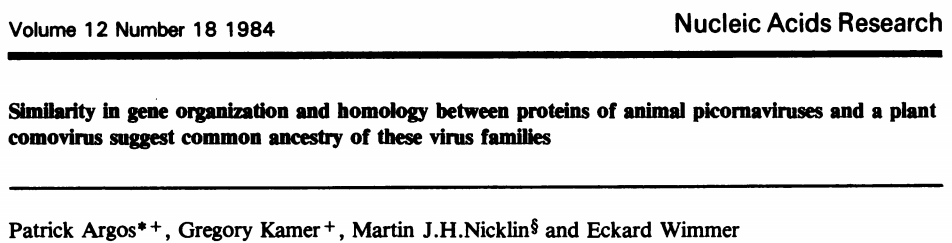 Volume 12 Number 18 1984
Nucleic Acids Research
Similarity in gene organization and homology between proteins of animal picornaviruses and a plant
comovirus suggest common ancestry of these virus families
Patrick Argos*+, Gregory Kamer+, Martin J.H.Nicklin§ and Eckard Wimmer